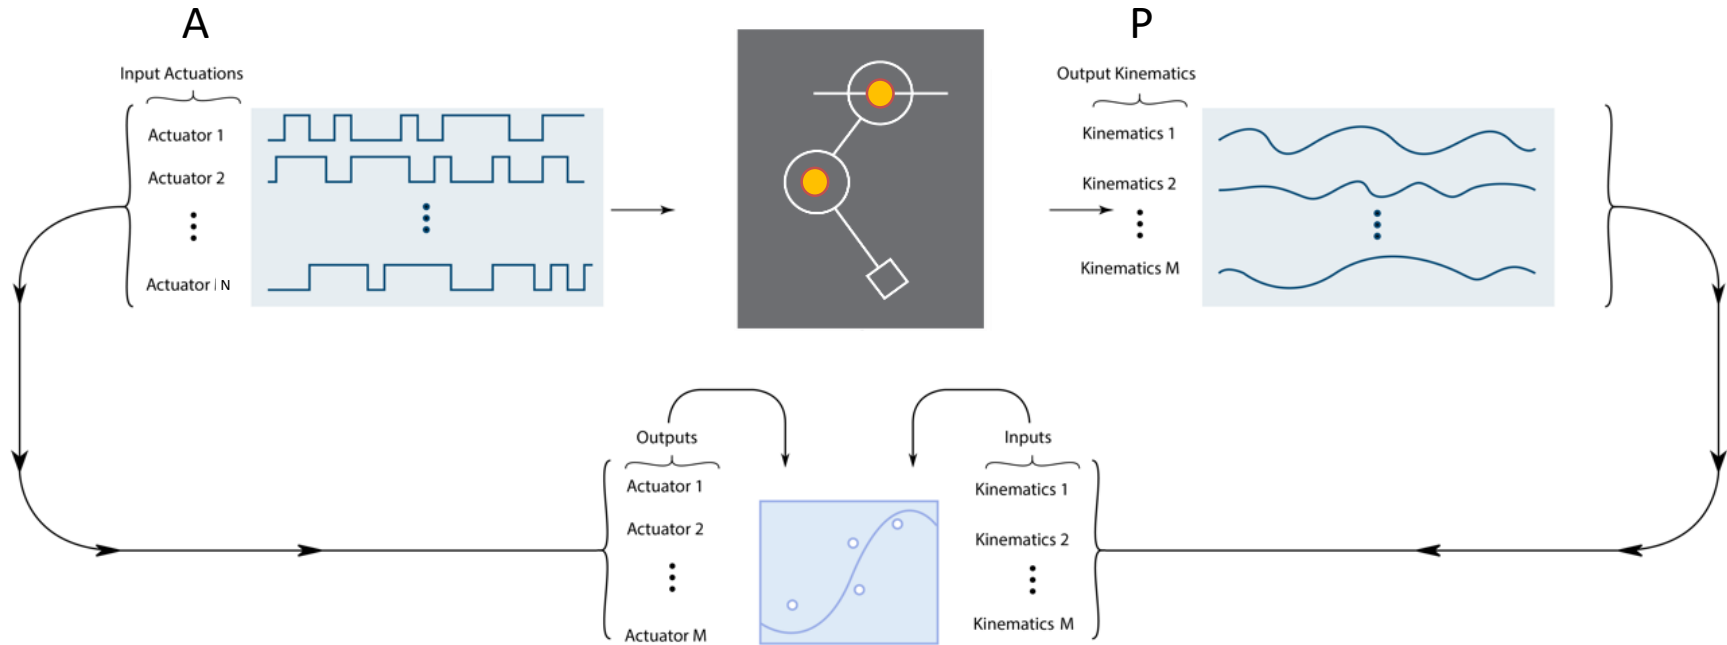 A
P
Input Actuations
Actuator 1
Actuator 2
Actuator N
Output Kinematics
Kinematics 1
Kinematics 2
Kinematics M
Outputs
Actuator 1
Actuator 2
Actuator M
Inputs
Kinematics 1
Kinematics 2
Kinematics M